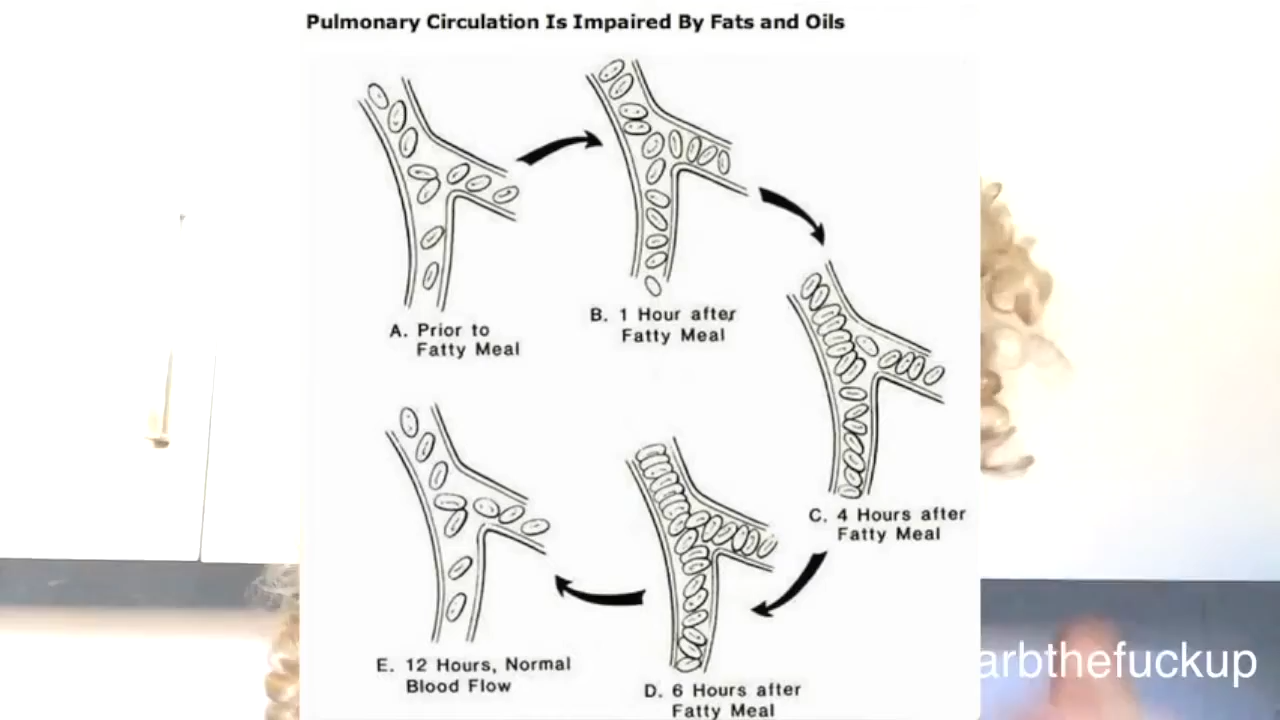 Pulmonary Circulation Is Impaired By Fats and Oils
A. Prior to
Fatty Meal
B. 1 Hour after
Fatty Meal
C. 4 Hours after
Fatty Meal
D. 6 Hours after
Fatty Meal
E. 12 Hours, Normal
Blood Flow
arbthefuckup